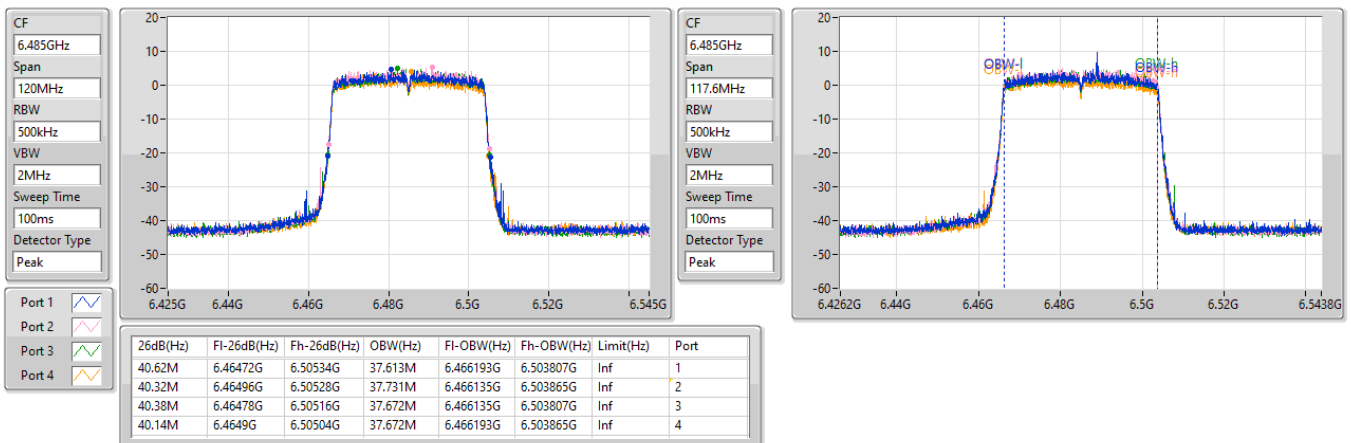 CF
6.485GHz
Span
120MHz
RBW
500kHz
VBW
2MHz
Sweep Time
100ms
Detector Type
Peak
20
10
0
-10
-20
-30
-40
-50
-60
6.425G 6.44G 6.46G 6.48G 6.5G 6.52G 6.545G
CF
6.485GHz
Span
117.6MHz
RBW
500kHz
VBW
2MHz
Sweep Time
100ms
Detector Type
Peak
20
10
0
-10
-20
-30
-40
-50
-60
OBW-l OBW-h
6.4262G 6.44G 6.46G 6.48G 6.5G 6.52G 6.5438G
Port 1
Port 2
Port 3
Port 4
26dB(Hz) Fl-26dB(Hz) Fh-26dB(Hz) OBW(Hz) Fl-OBW(Hz) Fh-OBW(Hz) Limit(Hz) Port
40.62M 6.46472G 6.50534G 37.613M 6.466193G 6.503807G Inf 1
40.32M 6.46496G 6.50528G 37.731M 6.466135G 6.503865G Inf 2
40.38M 6.46478G 6.50516G 37.672M 6.466135G 6.503807G Inf 3
40.14M 6.4649G 6.50504G 37.672M 6.466193G 6.503865G Inf 4